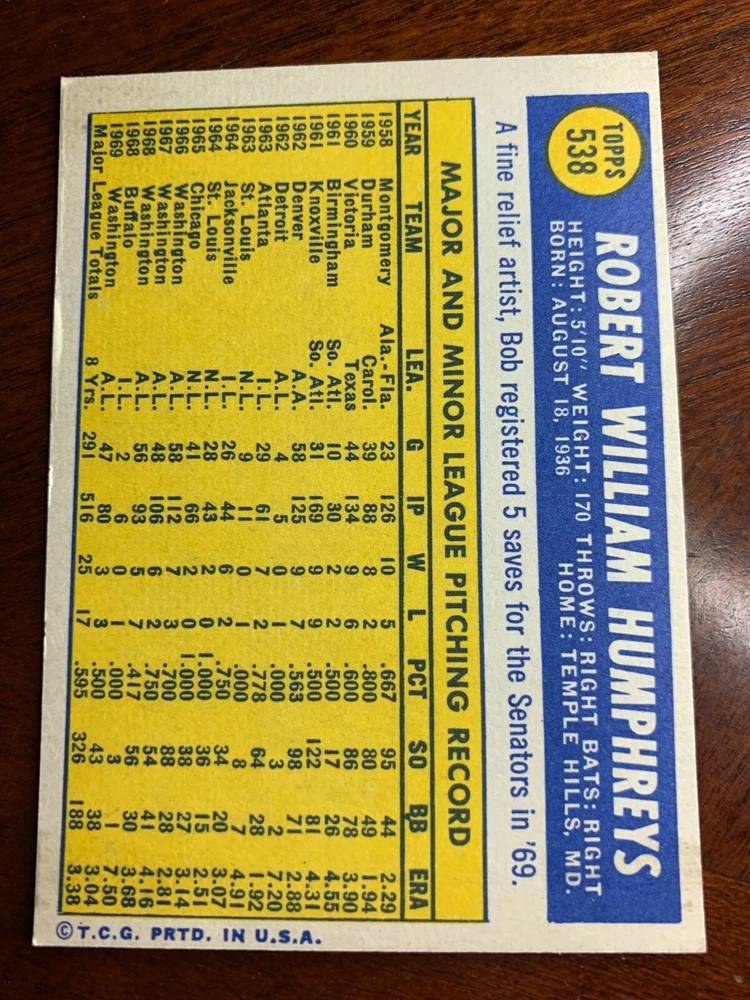 TOPPS
538
ROBERT WILLIAM HUMPHREYS
HEIGHT: 5'10" WEIGHT: 170 THROWS: RIGHT BATS: RIGHT
BORN: AUGUST 18, 1936 HOME: TEMPLE HILLS, MD.
A fine relief artist, Bob registered 5 saves for the Senators in '69.
MAJOR AND MINOR LEAGUE PITCHING RECORD
YEAR TEAM LEA. G IP W L PCT SO BB ERA
1958 Montgomery Ala.-Fla. 23 126 10 5 .667 95 44 2.29
1959 Durham Carol. 39 88 8 2 .800 80 49 1.94
1960 Victoria Texas 44 134 9 6 .600 86 78 3.90
1961 Birmingham So. Atl. 10 30 2 2 .500 17 26 4.55
1961 Knoxville So. Atl. 31 169 9 9 .500 122 81 4.31
1962 Denver A.A. 58 125 9 7 .563 98 71 2.88
1962 Detroit A.L. 4 5 0 1 .000 3 2 7.20
1963 Atlanta I.L. 29 61 7 2 .778 64 28 1.92
1963 St. Louis N.L. 9 11 0 1 .000 8 7 4.91
1964 Jacksonville I.L. 26 44 6 2 .750 34 20 3.07
1964 St. Louis N.L. 28 43 2 0 1.000 36 15 2.51
1965 Chicago N.L. 41 66 2 0 1.000 38 27 3.14
1966 Washington A.L. 58 112 7 3 .700 88 28 2.81
1967 Washington A.L. 48 106 6 2 .750 54 41 4.16
1968 Washington A.L. 56 93 5 7 .417 56 30 3.68
1968 Buffalo I.L. 2 6 0 1 .000 3 1 7.50
1969 Washington A.L. 47 80 3 3 .500 43 38 3.04
Major League Totals 8 Yrs. 291 516 25 17 .595 326 188 3.38
©T.C.G. PRTD. IN U.S.A.